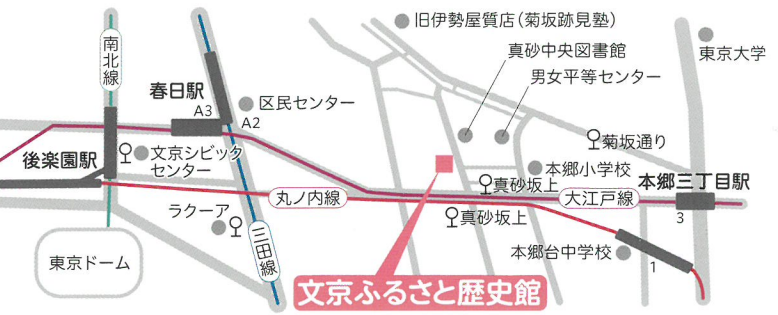 旧伊勢屋質店(菊坂跡見塾)
真砂中央図書館
男女平等センター
東京大学
南北線
春日駅
A3
A2
区民センター
菊坂通り
後楽園駅
文京シビック
センター
本郷小学校
真砂坂上
本郷三丁目駅
丸ノ内線
大江戸線
3
ラクーア
真砂坂上
三田線
東京ドーム
本郷台中学校
1
文京ふるさと歴史館